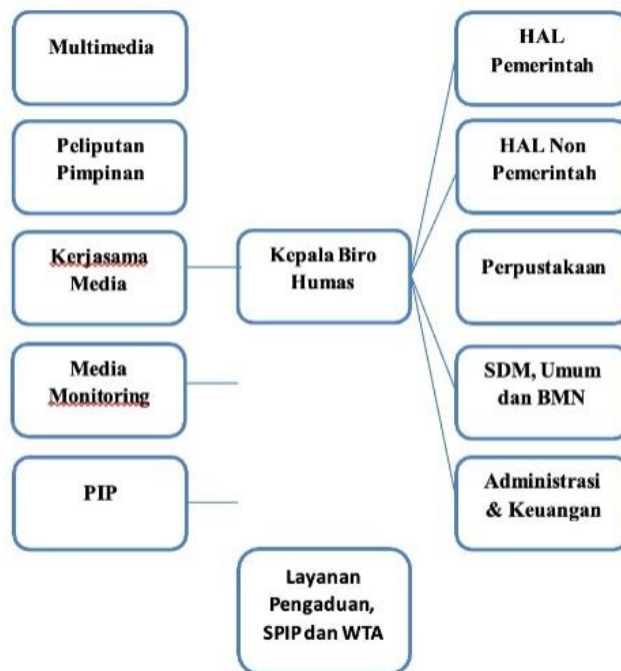 Multimedia
Peliputan
Pimpinan
Kerjasama
Media
Media
Monitoring
PIP
Kepala Biro
Humas
Layanan
Pengaduan,
SPIP dan WTA
HAL
Pemerintah
HAL Non
Pemerintah
Perpustakaan
SDM, Umum
dan BMN
Administrasi
& Keuangan